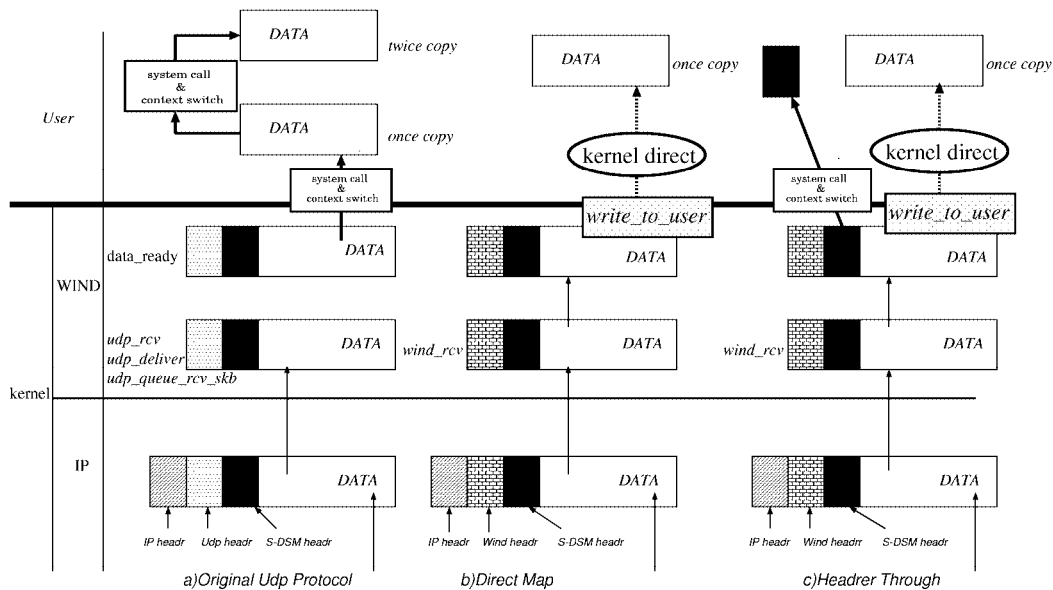 DATA
twice copy
system call
&
context switch
User
DATA
once copy
system call
&
context switch
DATA
once copy
kernel direct
write_to_user
DATA
once copy
kernel direct
system call
&
context switch
write_to_user
data_ready
DATA
DATA
DATA
WIND
udp_rcv
udp_deliver
udp_queue_rcv_skb
DATA
wind_rcv
DATA
wind_rcv
DATA
kernel
IP
DATA
DATA
DATA
IP headr
Udp headr
S-DSM headr
IP headr
Wind headr
S-DSM headr
IP headr
Wind headrr
S-DSM headr
a)Original Udp Protocol
b)Direct Map
c)Headrer Through